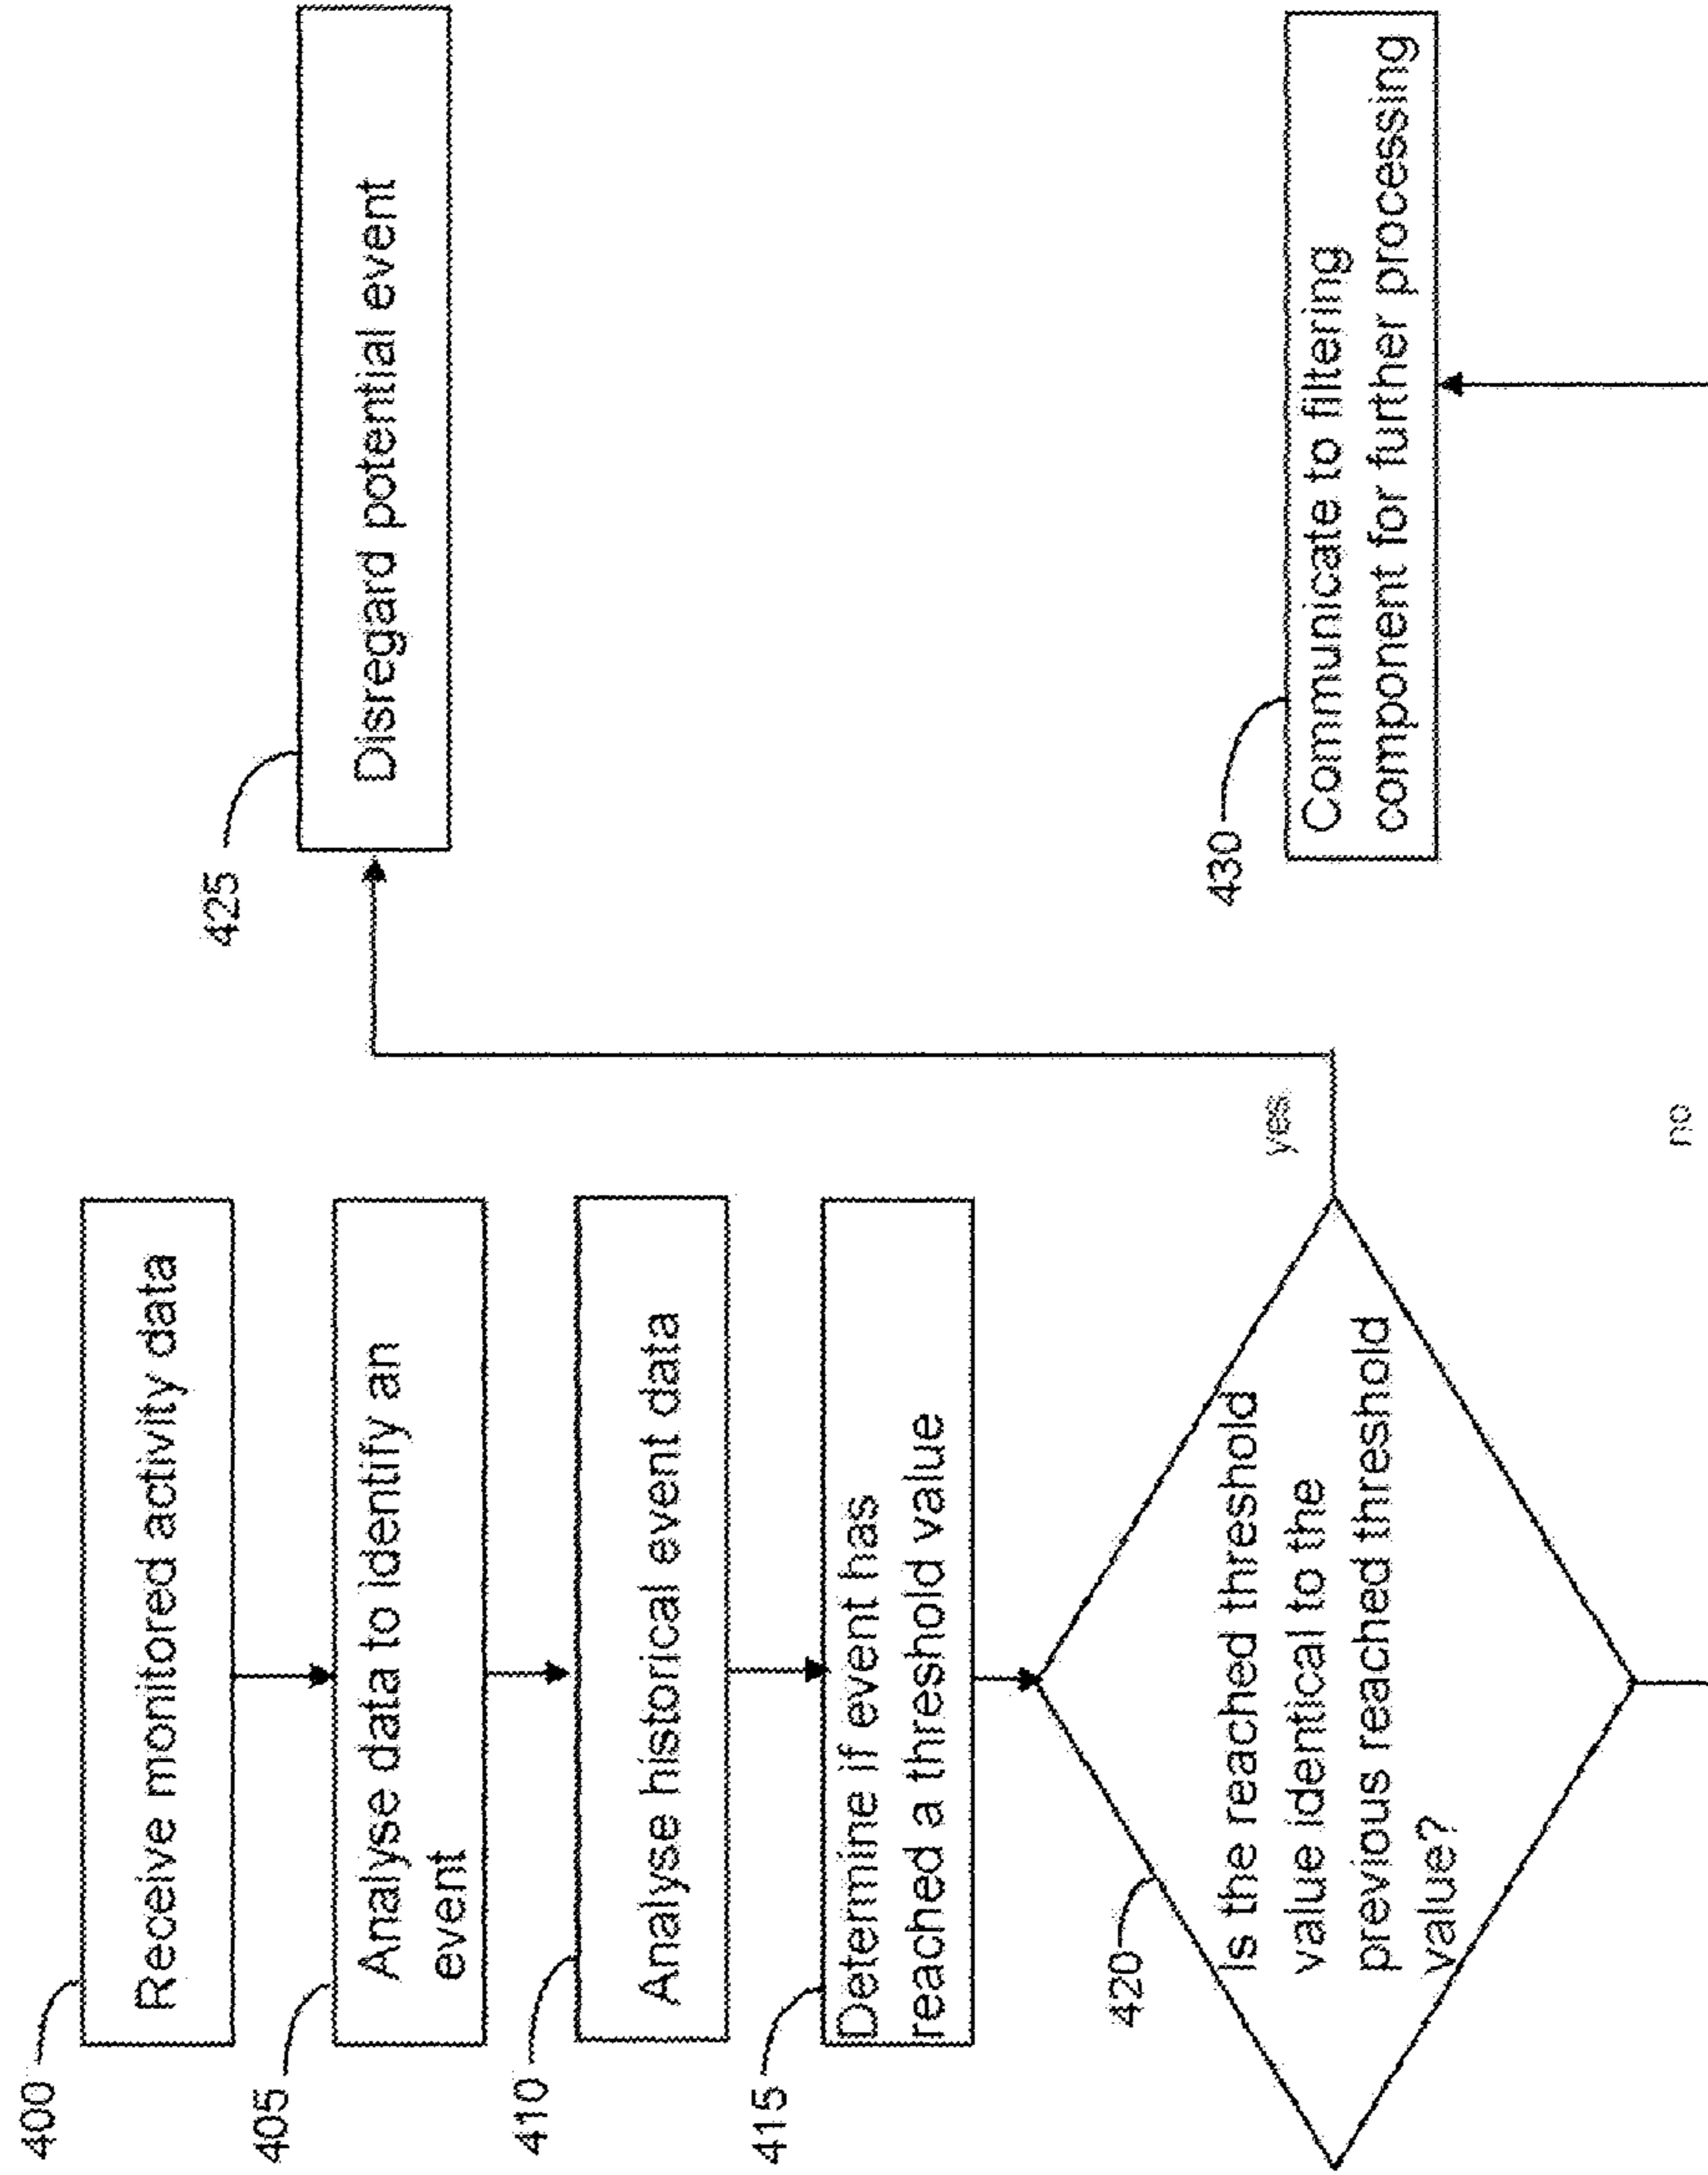 400
Receive monitored activity data
405
Analyse data to identify an
event
410
Analyse historical event data
415
Determine if event has
reached a threshold value
420
Is the reached threshold
value identical to the
previous reached threshold
value?
yes
no
425
Disregard potential event
430
Communicate to filtering
component for further processing